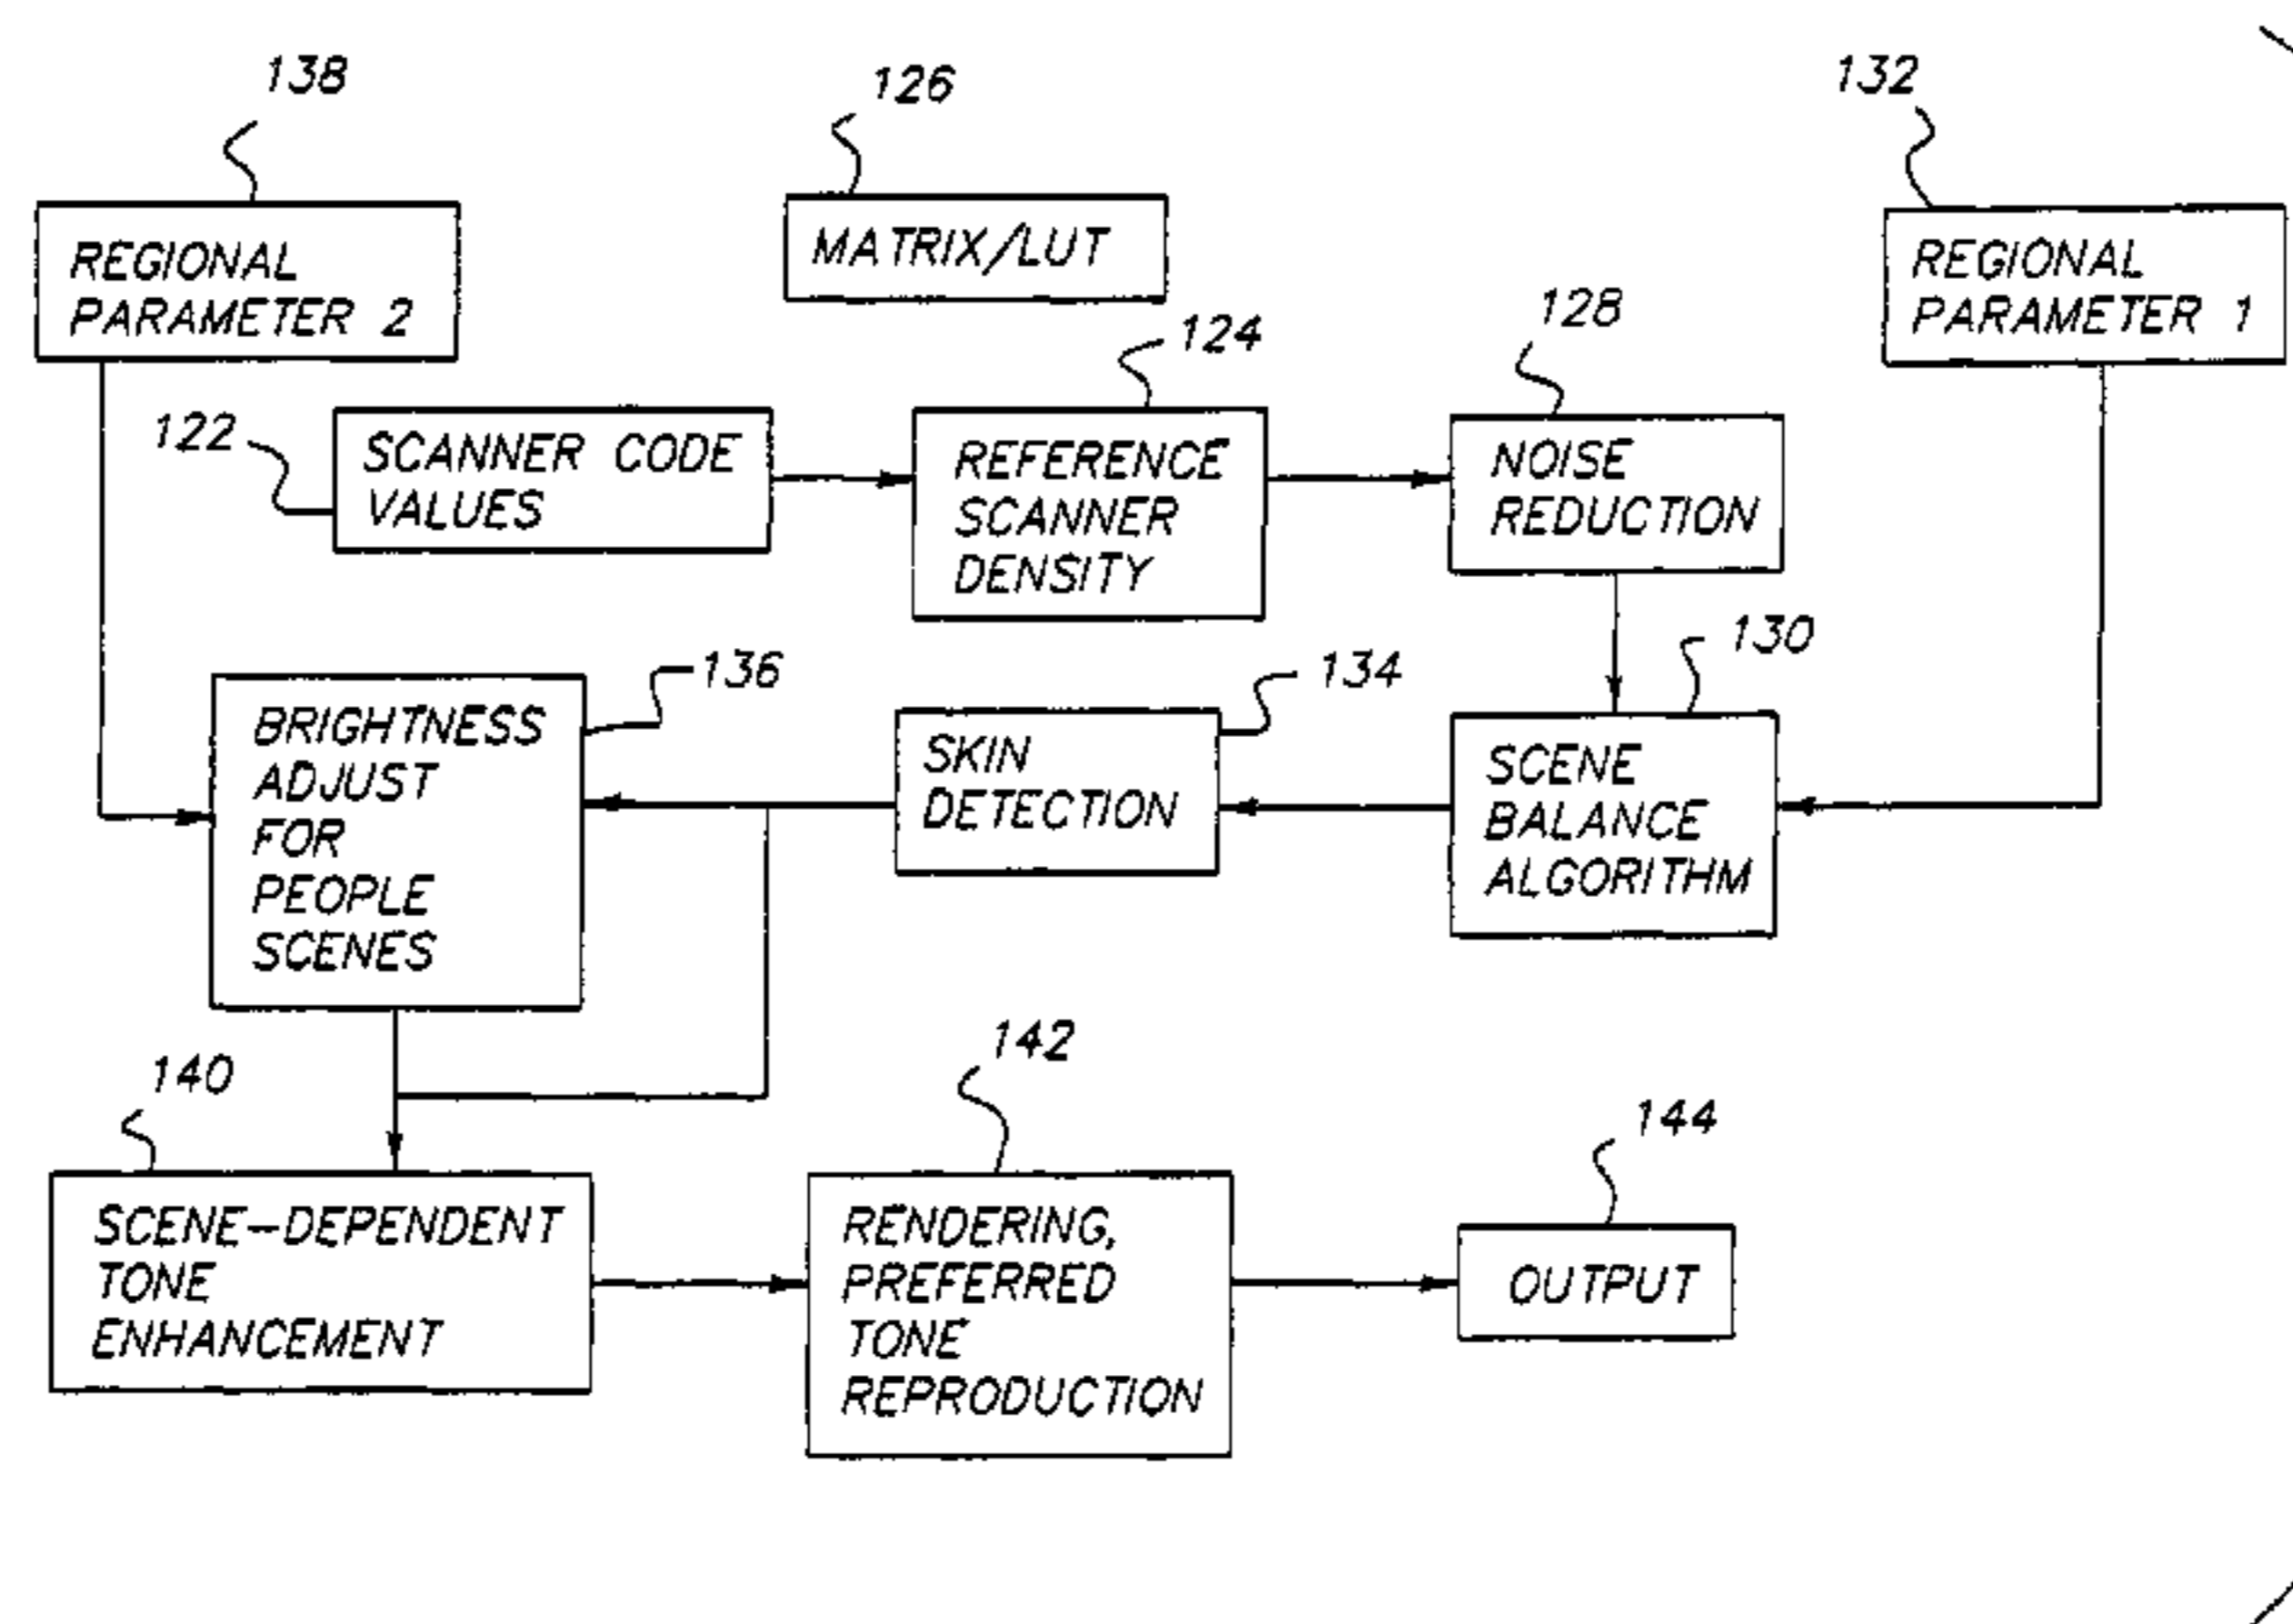 138
126
132
REGIONAL
PARAMETER 2
MATRIX/LUT
REGIONAL
PARAMETER 1
124
128
122
SCANNER CODE
VALUES
REFERENCE
SCANNER
DENSITY
NOISE
REDUCTION
136
134
130
BRIGHTNESS
ADJUST
FOR
PEOPLE
SCENES
SKIN
DETECTION
SCENE
BALANCE
ALGORITHM
140
142
144
SCENE-DEPENDENT
TONE
ENHANCEMENT
RENDERING,
PREFERRED
TONE
REPRODUCTION
OUTPUT